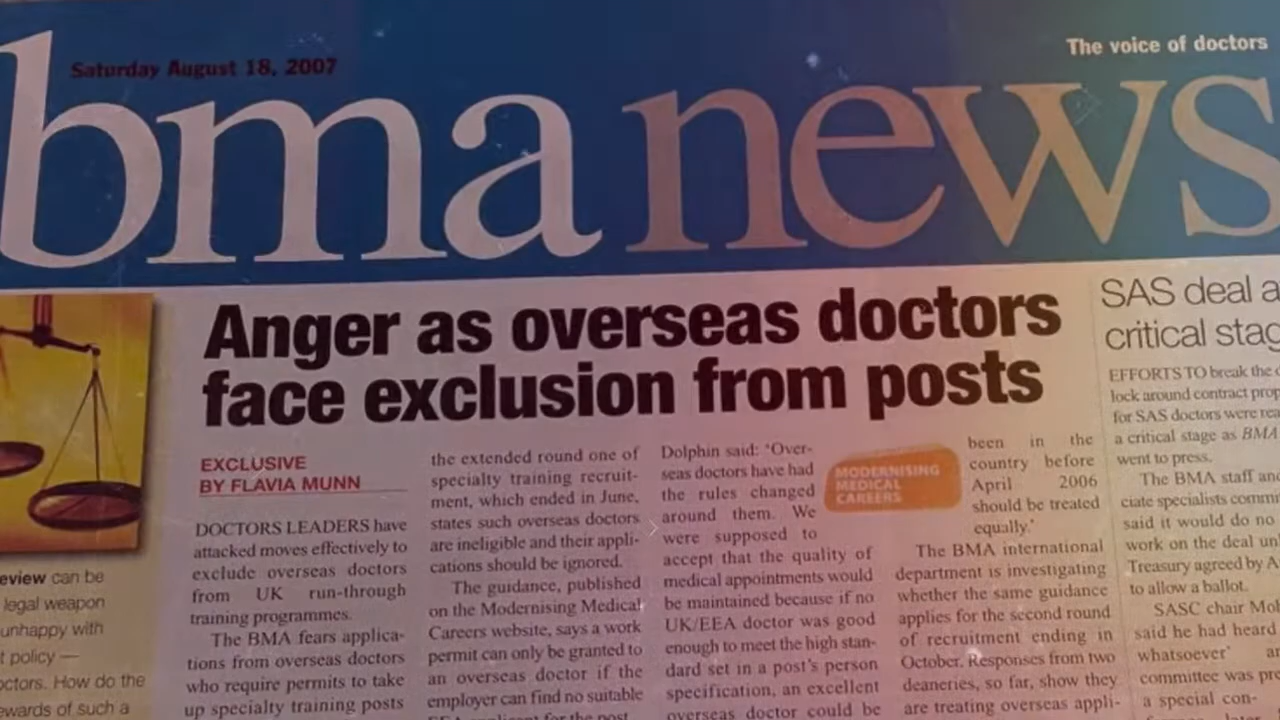 Saturday August 18, 2007
The voice of doctors
bma news
Anger as overseas doctors
face exclusion from posts
EXCLUSIVE
BY FLAVIA MUNN
DOCTORS LEADERS have
attacked moves effectively to
exclude overseas doctors
from UK run-through
training programmes.
The BMA fears applica-
tions from overseas doctors
who require permits to take
up specialty training posts
the extended round one of
specialty training recruit-
ment, which ended in June,
states such overseas doctors
are ineligible and their appli-
cations should be ignored.
The guidance, published
on the Modernising Medical
Careers website, says a work
permit can only be granted to
an overseas doctor if the
employer can find no suitable
EEA applicant for the post
Dolphin said: 'Over-
seas doctors have had
the rules changed
around them. We
were supposed to
accept that the quality of
medical appointments would
be maintained because if no
UK/EEA doctor was good
enough to meet the high stan-
dard set in a post's person
specification, an excellent
overseas doctor could be
MODERNISING
MEDICAL
CAREERS
been in the
country before
April 2006
should be treated
equally.'
The BMA international
department is investigating
whether the same guidance
applies for the second round
of recruitment ending in
October. Responses from two
deaneries, so far, show they
are treating overseas appli-
SAS deal a
critical stag
EFFORTS TO break the d
lock around contract prop
for SAS doctors were rea
a critical stage as BMA
went to press.
The BMA staff and
ciate specialists commi
said it would do no
work on the deal unl
Treasury agreed by A
to allow a ballot.
SASC chair Moh
said he had heard
whatsoever' an
committee was pre
a special con-
eview can be
legal weapon
unhappy with
t policy —
octors. How do the
ewards of such a